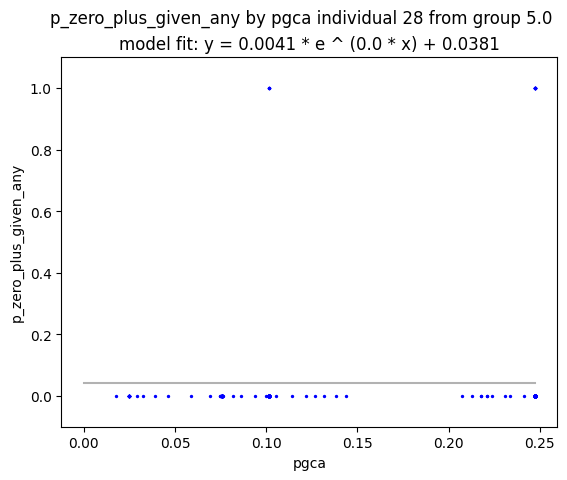 p_zero_plus_given_any by pgca individual 28 from group 5.0
model fit: y = 0.0041 * e ^ (0.0 * x) + 0.0381
1.0
0.8
0.6
0.4
0.2
0.0
p_zero_plus_given_any
0.00 0.05 0.10 0.15 0.20 0.25
pgca